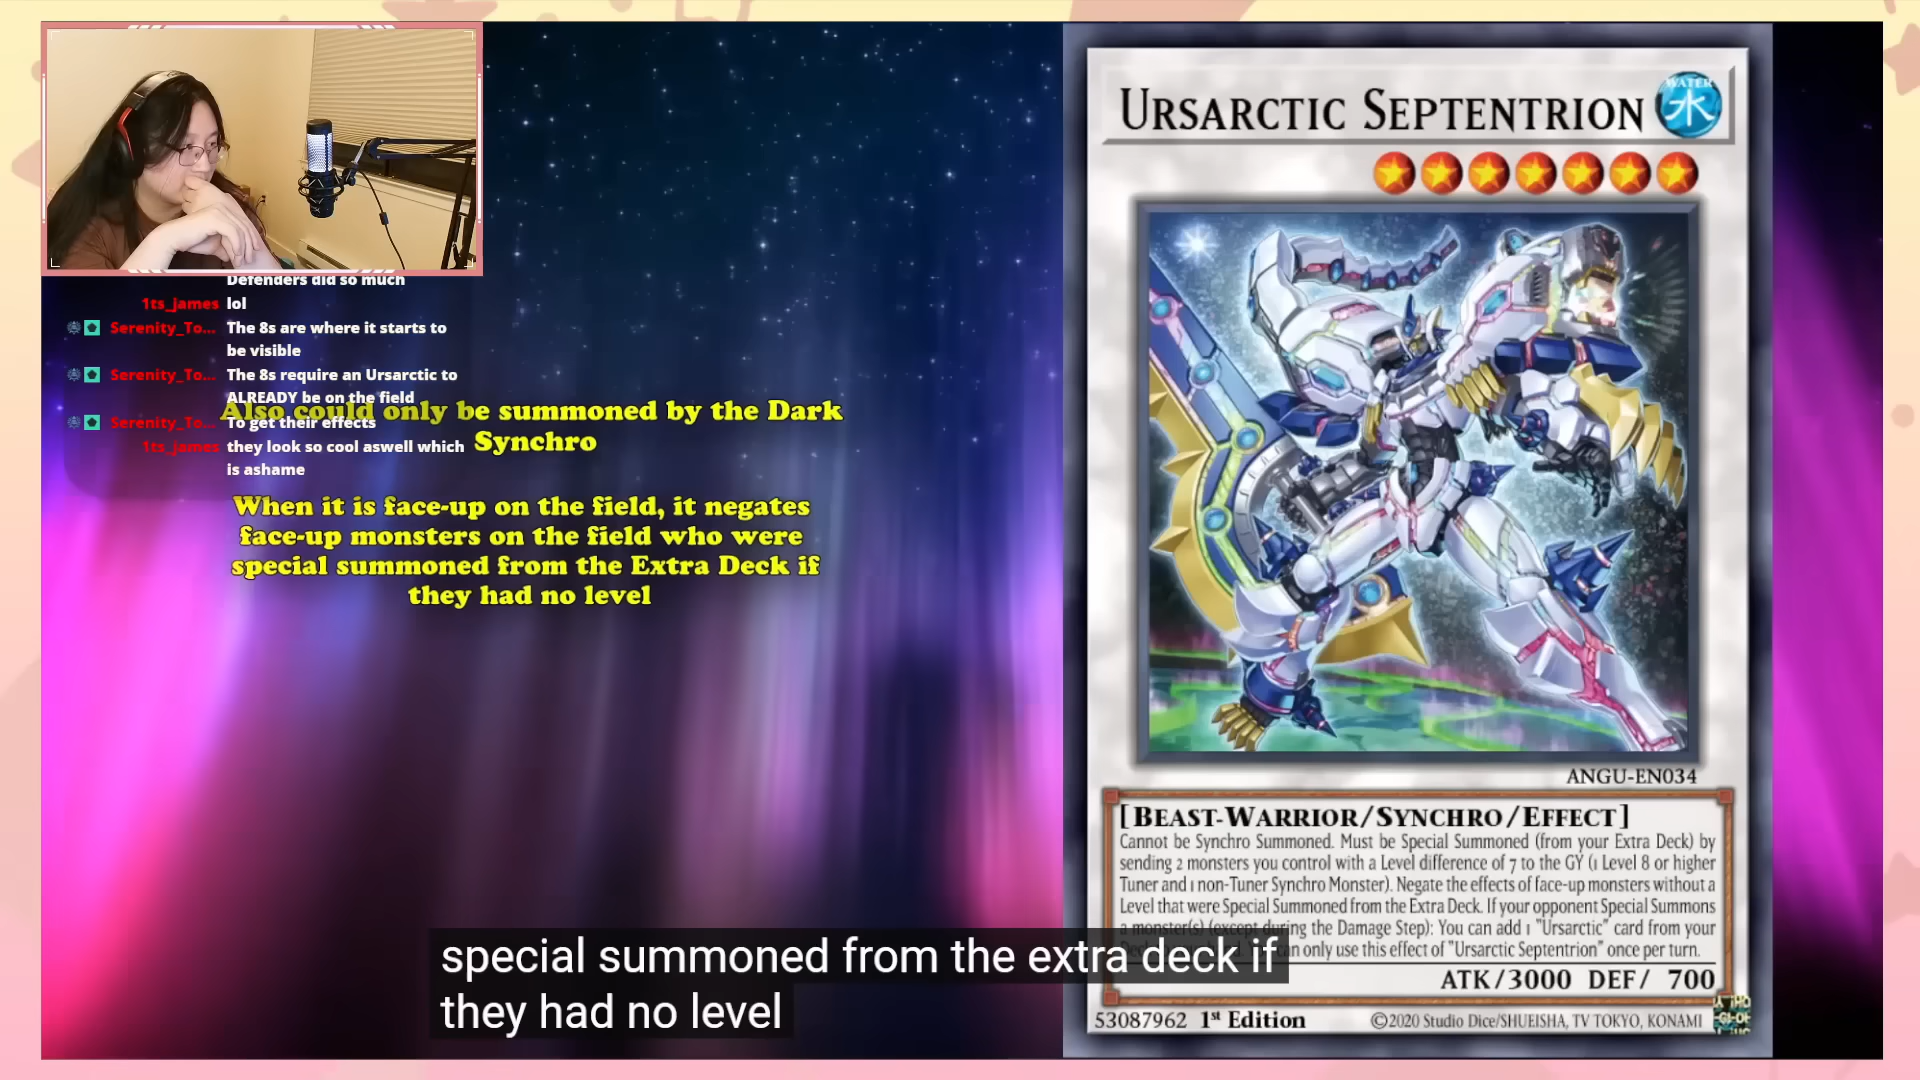 Defenders did so much
1ts_james lol
Serenity_To... The 8s are where it starts to
be visible
Serenity_To... The 8s require an Ursarctic to
ALREADY be on the field
Serenity_To... To get their effects
1ts_james they look so cool aswell which
is ashame
Also could only be summoned by the Dark
Synchro
When it is face-up on the field, it negates
face-up monsters on the field who were
special summoned from the Extra Deck if
they had no level
special summoned from the extra deck if
they had no level
URSARCTIC SEPTENTRION
WATER
水
ANGU-EN034
[BEAST-WARRIOR/SYNCHRO/EFFECT]
Cannot be Synchro Summoned. Must be Special Summoned (from your Extra Deck) by
sending 2 monsters you control with a Level difference of 7 to the GY (1 Level 8 or higher
Tuner and 1 non-Tuner Synchro Monster). Negate the effects of face-up monsters without a
Level that were Special Summoned from the Extra Deck. If your opponent Special Summons
a monster(s) (except during the Damage Step): You can add 1 "Ursarctic" card from your
can only use this effect of "Ursarctic Septentrion" once per turn.
ATK/3000 DEF/ 700
53087962 1st Edition ©2020 Studio Dice/SHUEISHA, TV TOKYO, KONAMI